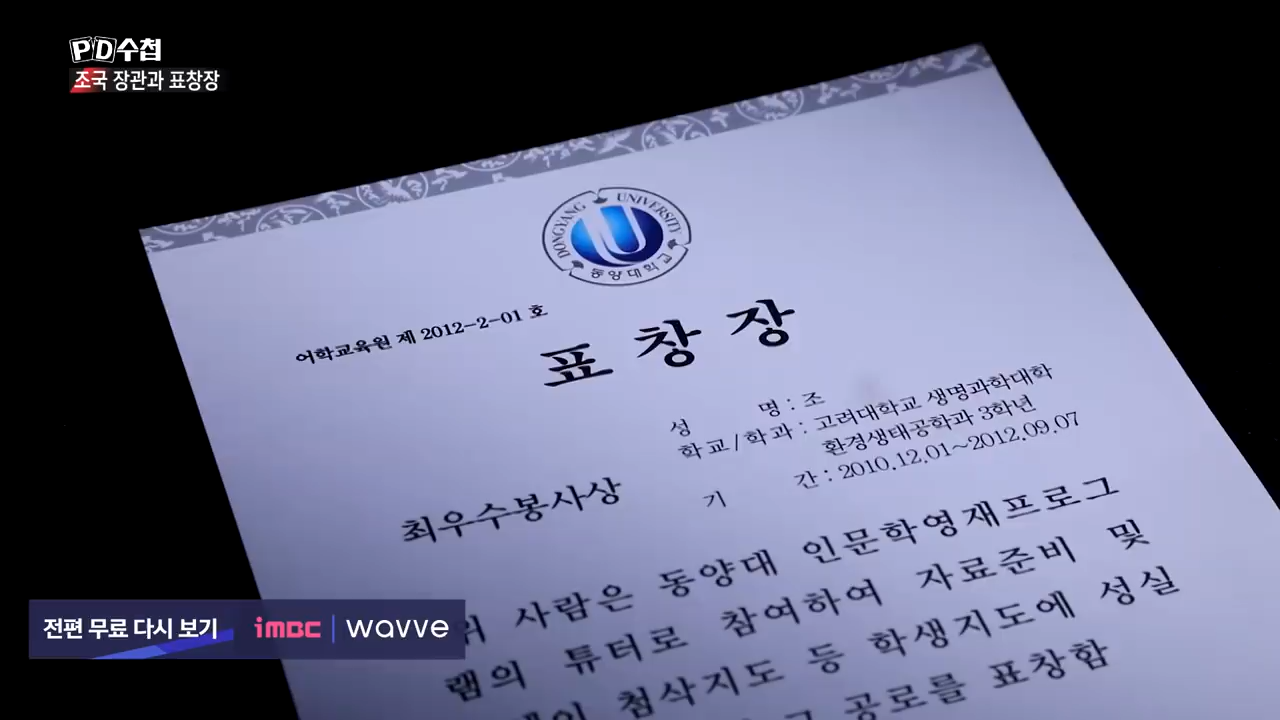 PD수첩
조국 장관과 표창장
DONGYANG UNIVERSITY
동양대학교
어학교육원 제 2012-2-01 호
표창장
성 명 : 조
학교/학과 : 고려대학교 생명과학대학
환경생태공학과 3학년
기 간 : 2010.12.01~2012.09.07
최우수봉사상
위 사람은 동양대 인문학영재프로그
램의 튜터로 참여하여 자료준비 및
첨삭지도 등 학생지도에 성실
공로를 표창함
전편 무료 다시 보기 iMBC | wavve